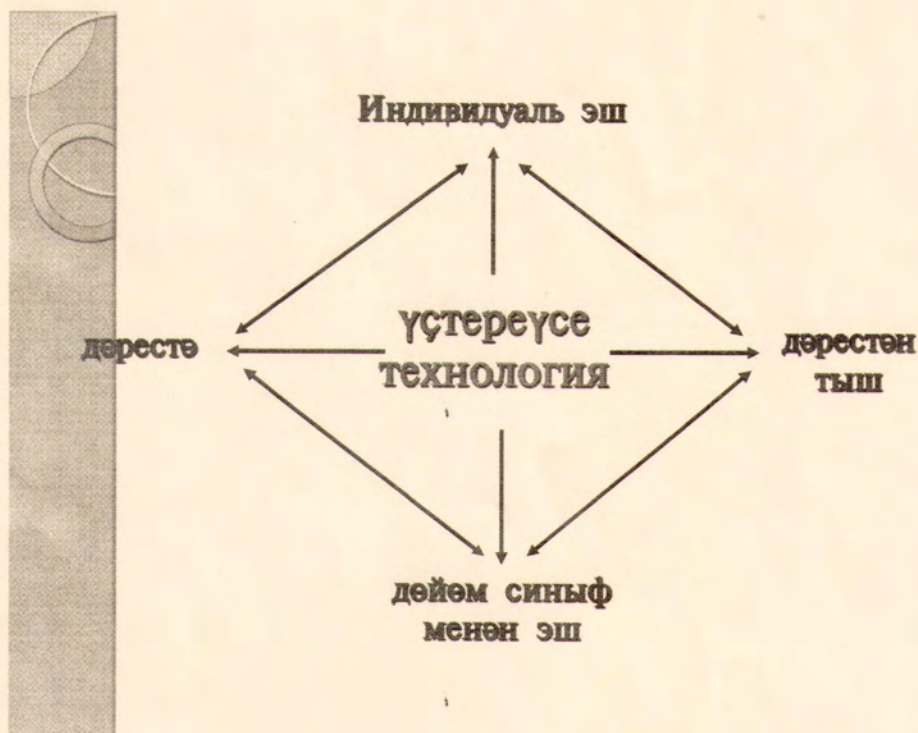 Индивидуаль эш
үҫтереүсе
технология
дәрестә
дәрестән
тыш
дөйөм синыф
менән эш